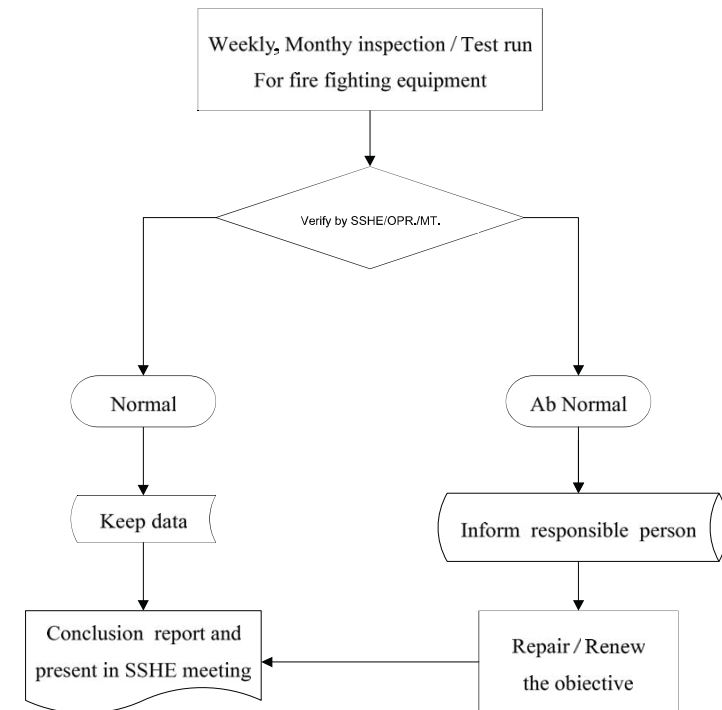 Weekly, Monthy inspection / Test run
For fire fighting equipment
Verify by SSHE/OPR./MT.
Normal
Ab Normal
Keep data
Inform responsible person
Conclusion report and
present in SSHE meeting
Repair / Renew
the obiective